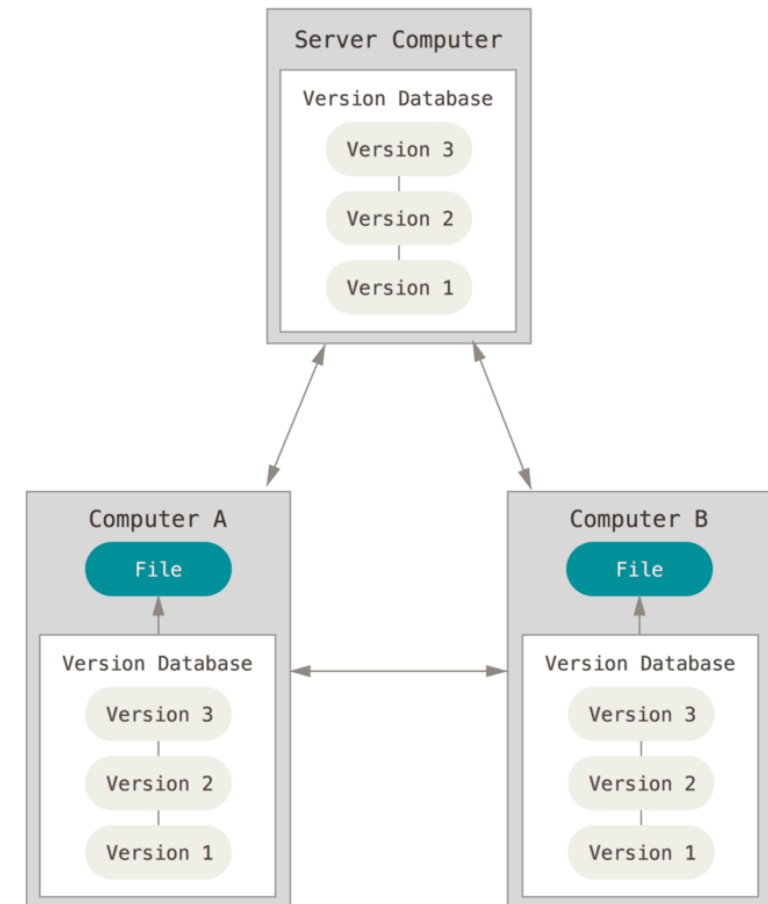 Server Computer
Version Database
Version 3
Version 2
Version 1
Computer A
File
Version Database
Version 3
Version 2
Version 1
Computer B
File
Version Database
Version 3
Version 2
Version 1